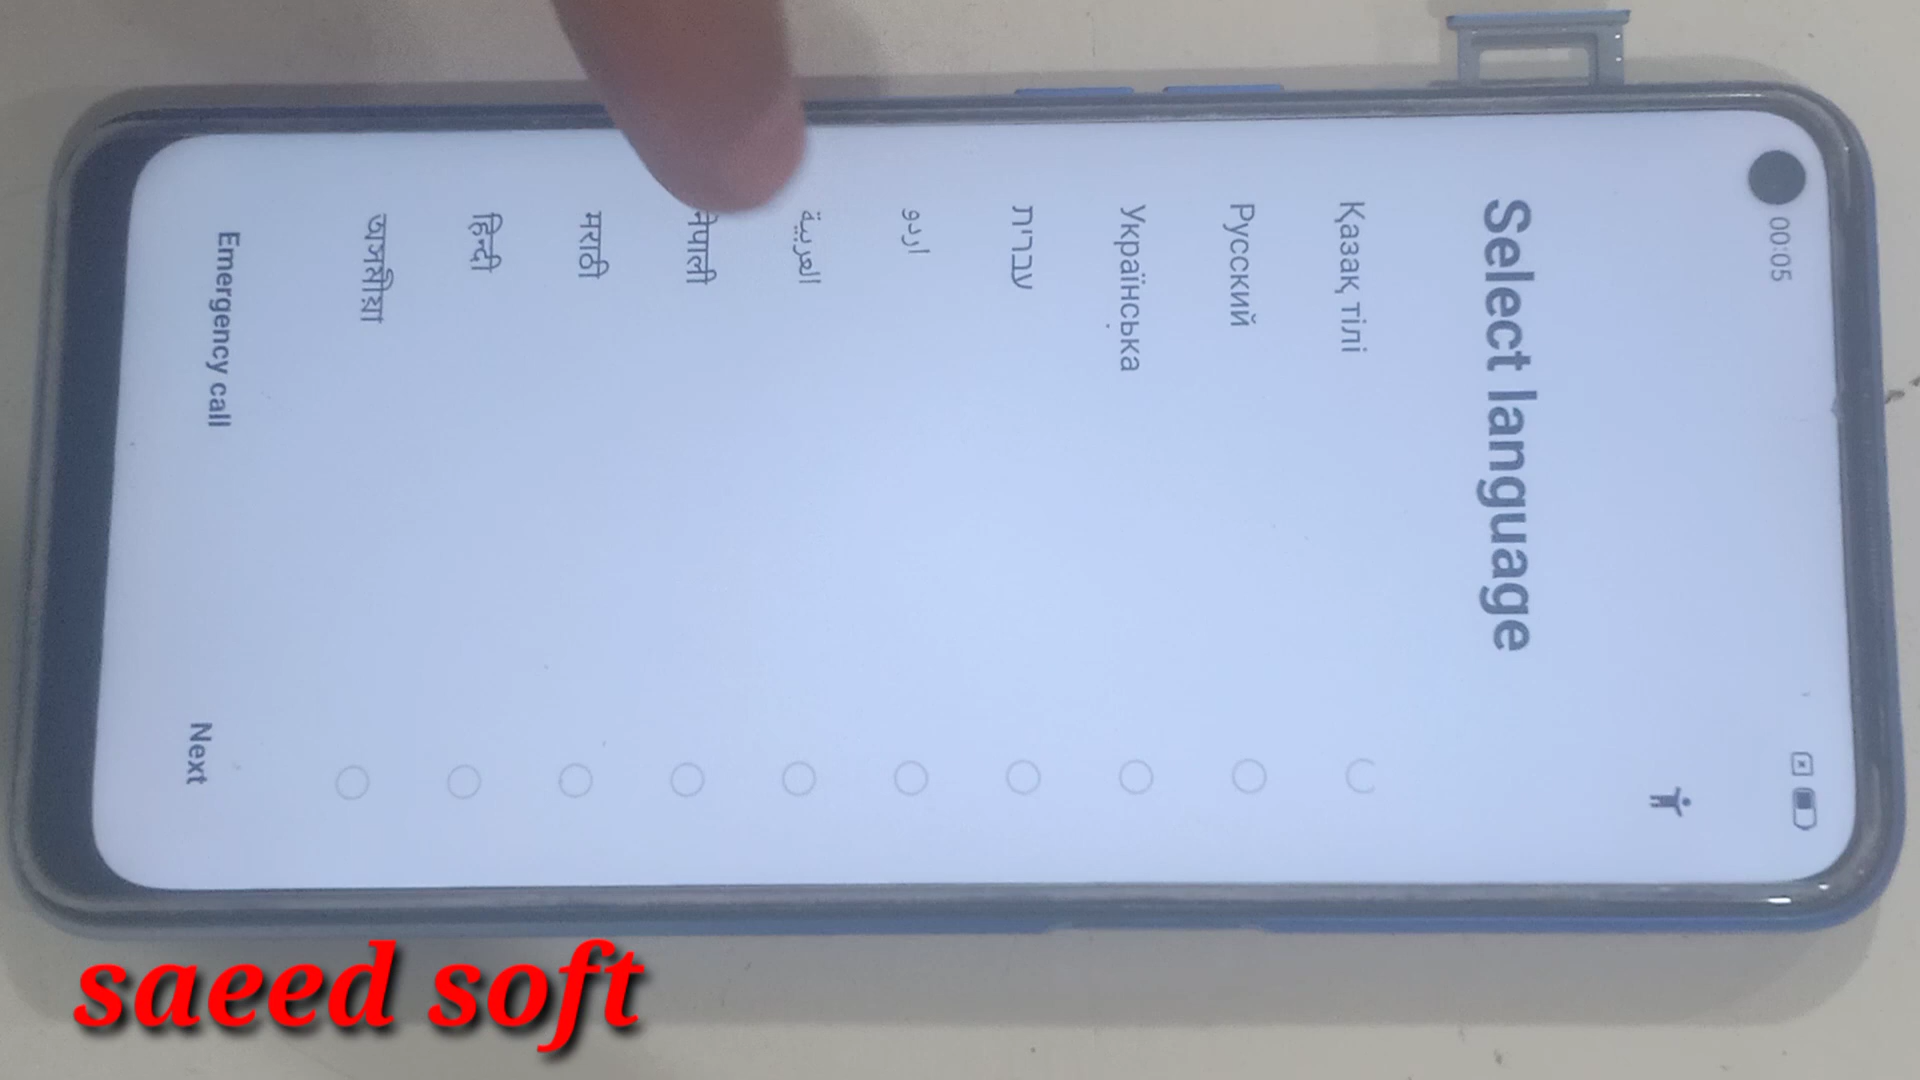 00:05
Select language
Қазақ тілі
Русский
Українська
עברית
اردو
العربية
नेपाली
मराठी
हिन्दी
অসমীয়া
Emergency call
Next
saeed soft